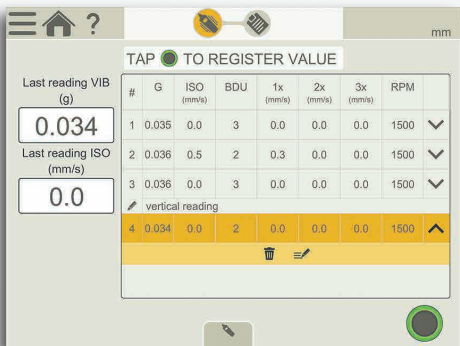 ?
mm
TAP TO REGISTER VALUE
Last reading VIB
(g)
0.034
Last reading ISO
(mm/s)
0.0
# G ISO (mm/s) BDU 1x (mm/s) 2x (mm/s) 3x (mm/s) RPM
1 0.035 0.0 3 0.0 0.0 0.0 1500
2 0.036 0.5 2 0.3 0.0 0.0 1500
3 0.036 0.0 3 0.0 0.0 0.0 1500
vertical reading
4 0.034 0.0 2 0.0 0.0 0.0 1500